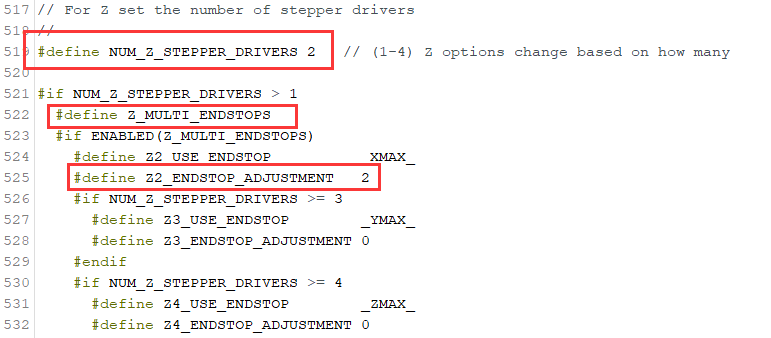 517 // For Z set the number of stepper drivers
518 //
519 #define NUM_Z_STEPPER_DRIVERS 2 // (1-4) Z options change based on how many
520
521 #if NUM_Z_STEPPER_DRIVERS > 1
522 #define Z_MULTI_ENDSTOPS
523 #if ENABLED(Z_MULTI_ENDSTOPS)
524 #define Z2_USE_ENDSTOP _XMAX_
525 #define Z2_ENDSTOP_ADJUSTMENT 2
526 #if NUM_Z_STEPPER_DRIVERS >= 3
527 #define Z3_USE_ENDSTOP _YMAX_
528 #define Z3_ENDSTOP_ADJUSTMENT 0
529 #endif
530 #if NUM_Z_STEPPER_DRIVERS >= 4
531 #define Z4_USE_ENDSTOP _ZMAX_
532 #define Z4_ENDSTOP_ADJUSTMENT 0